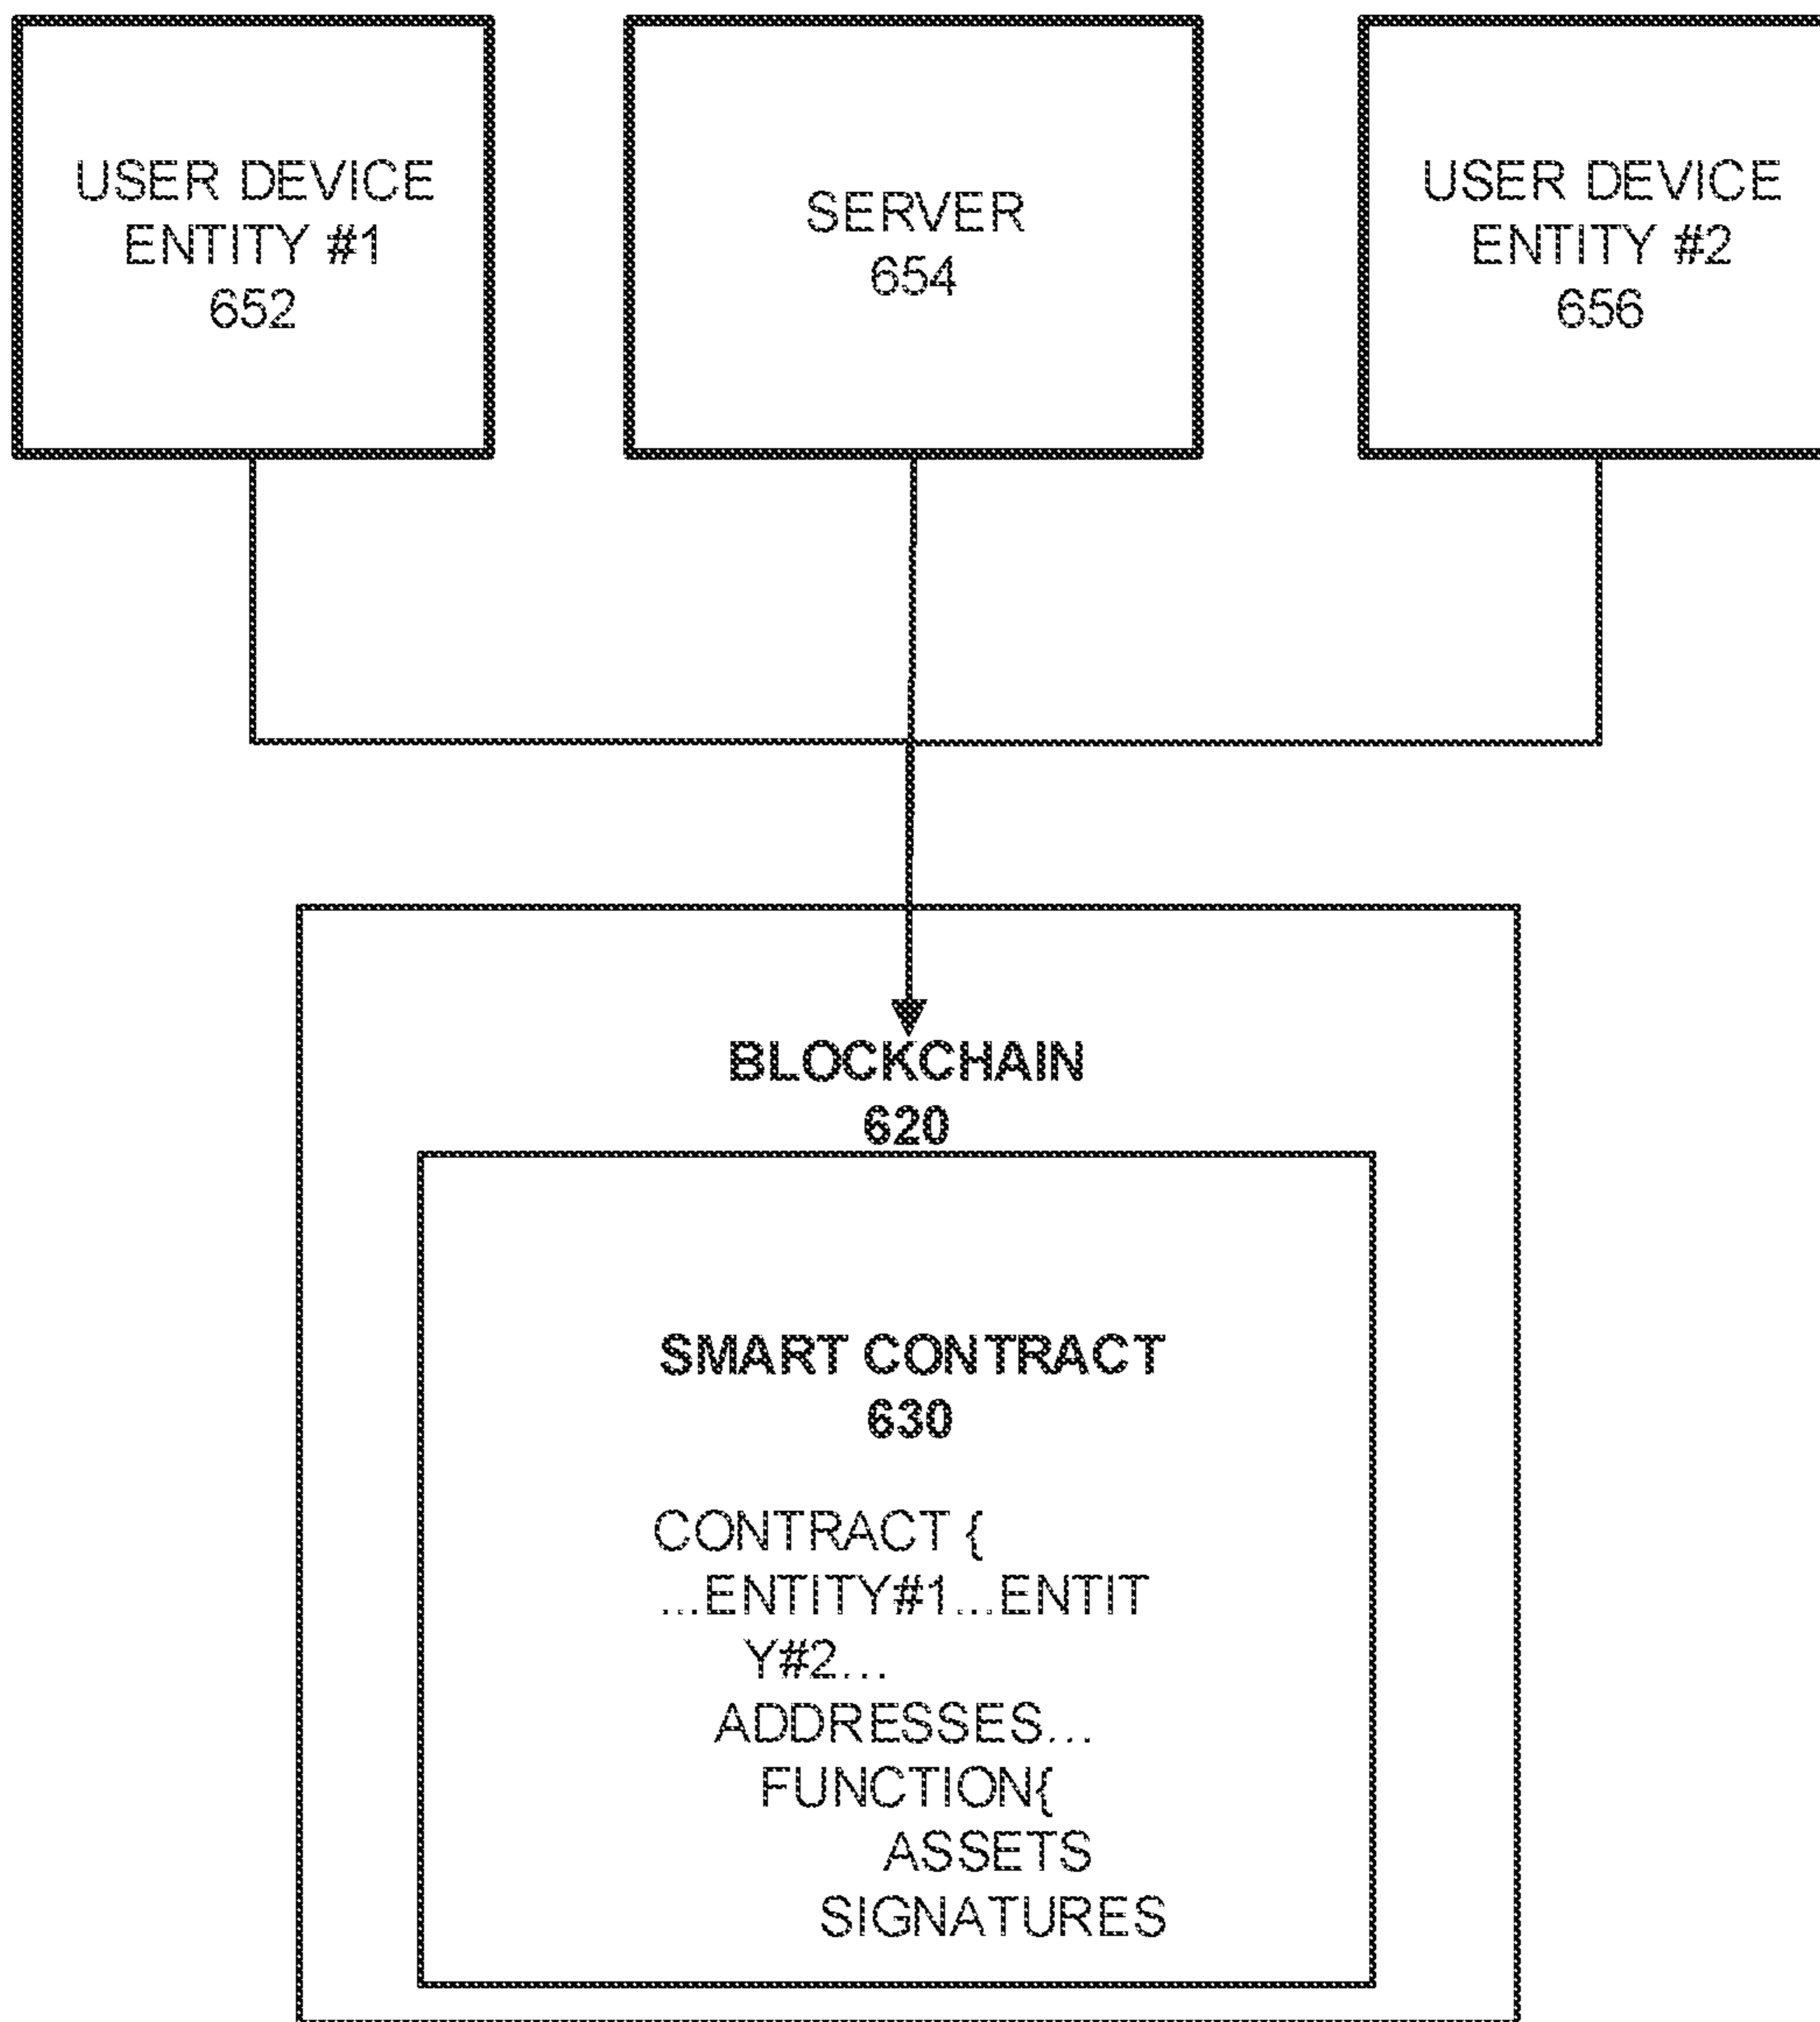 USER DEVICE
ENTITY #1
652
SERVER
654
USER DEVICE
ENTITY #2
656
BLOCKCHAIN
620
SMART CONTRACT
630
CONTRACT {
...ENTITY#1...ENTIT
Y#2...
ADDRESSES...
FUNCTION{
ASSETS
SIGNATURES